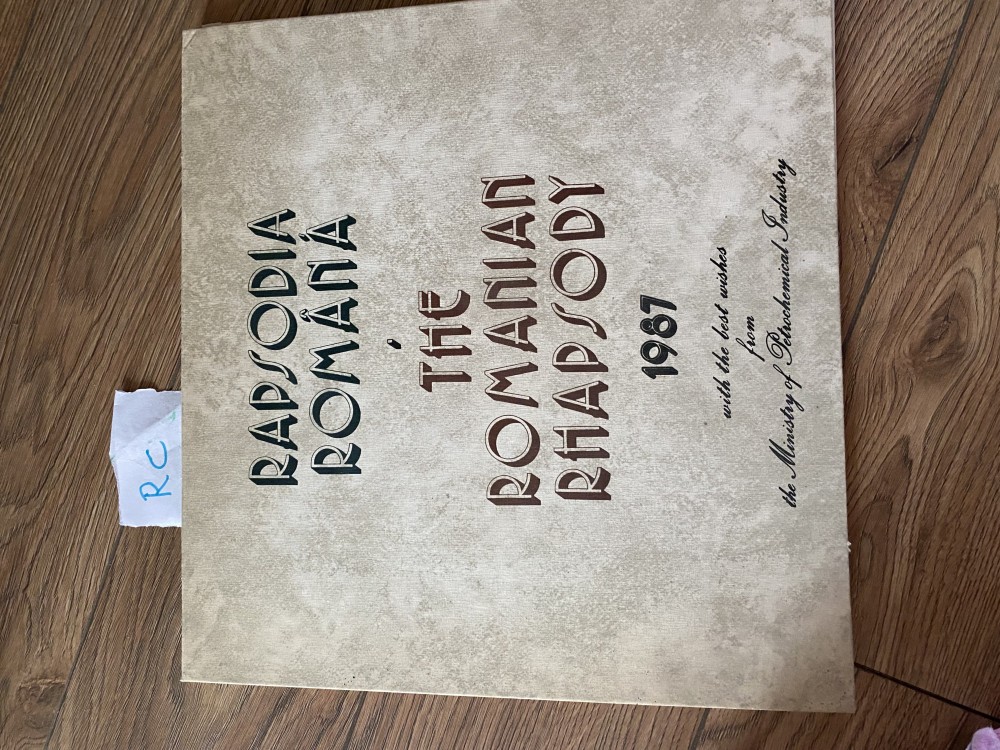 RC
RAPSODIA
ROMÂNĂ
THE
ROMANIAN
RHAPSODY
1987
with the best wishes
from
the Ministry of Petrochemical Industry